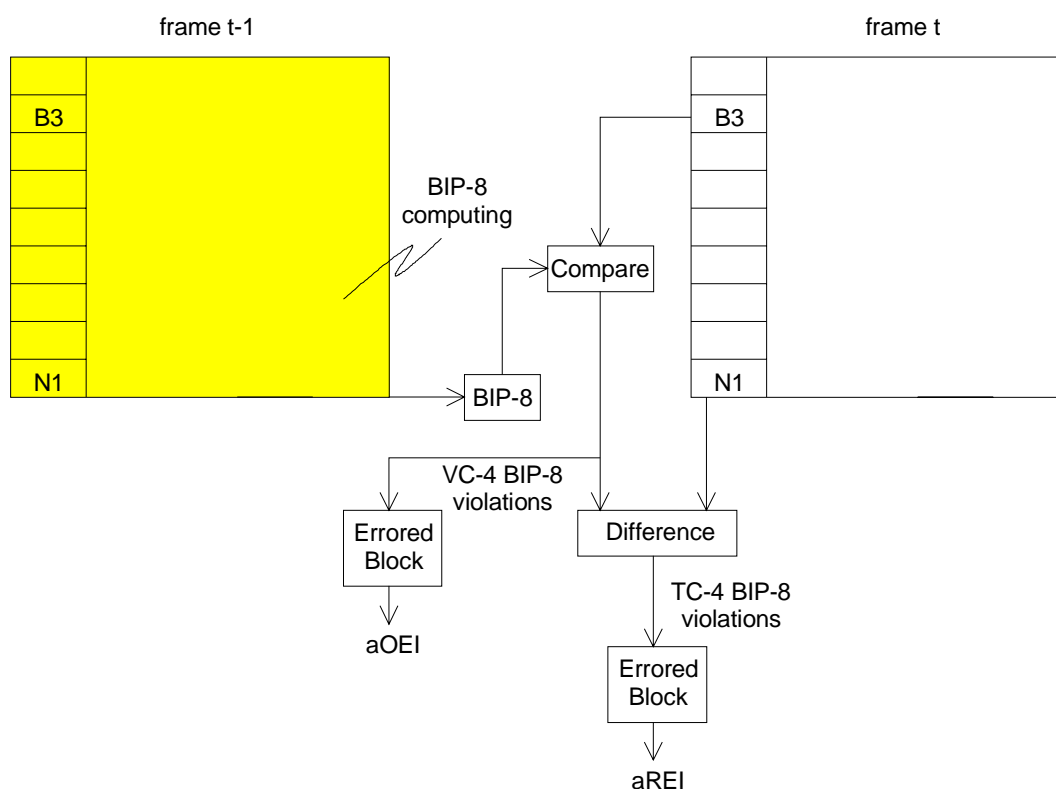 frame t-1
frame t
B3
B3
BIP-8
computing
Compare
N1
BIP-8
N1
VC-4 BIP-8
violations
Errored
Block
Difference
TC-4 BIP-8
violations
aOEI
Errored
Block
aREI